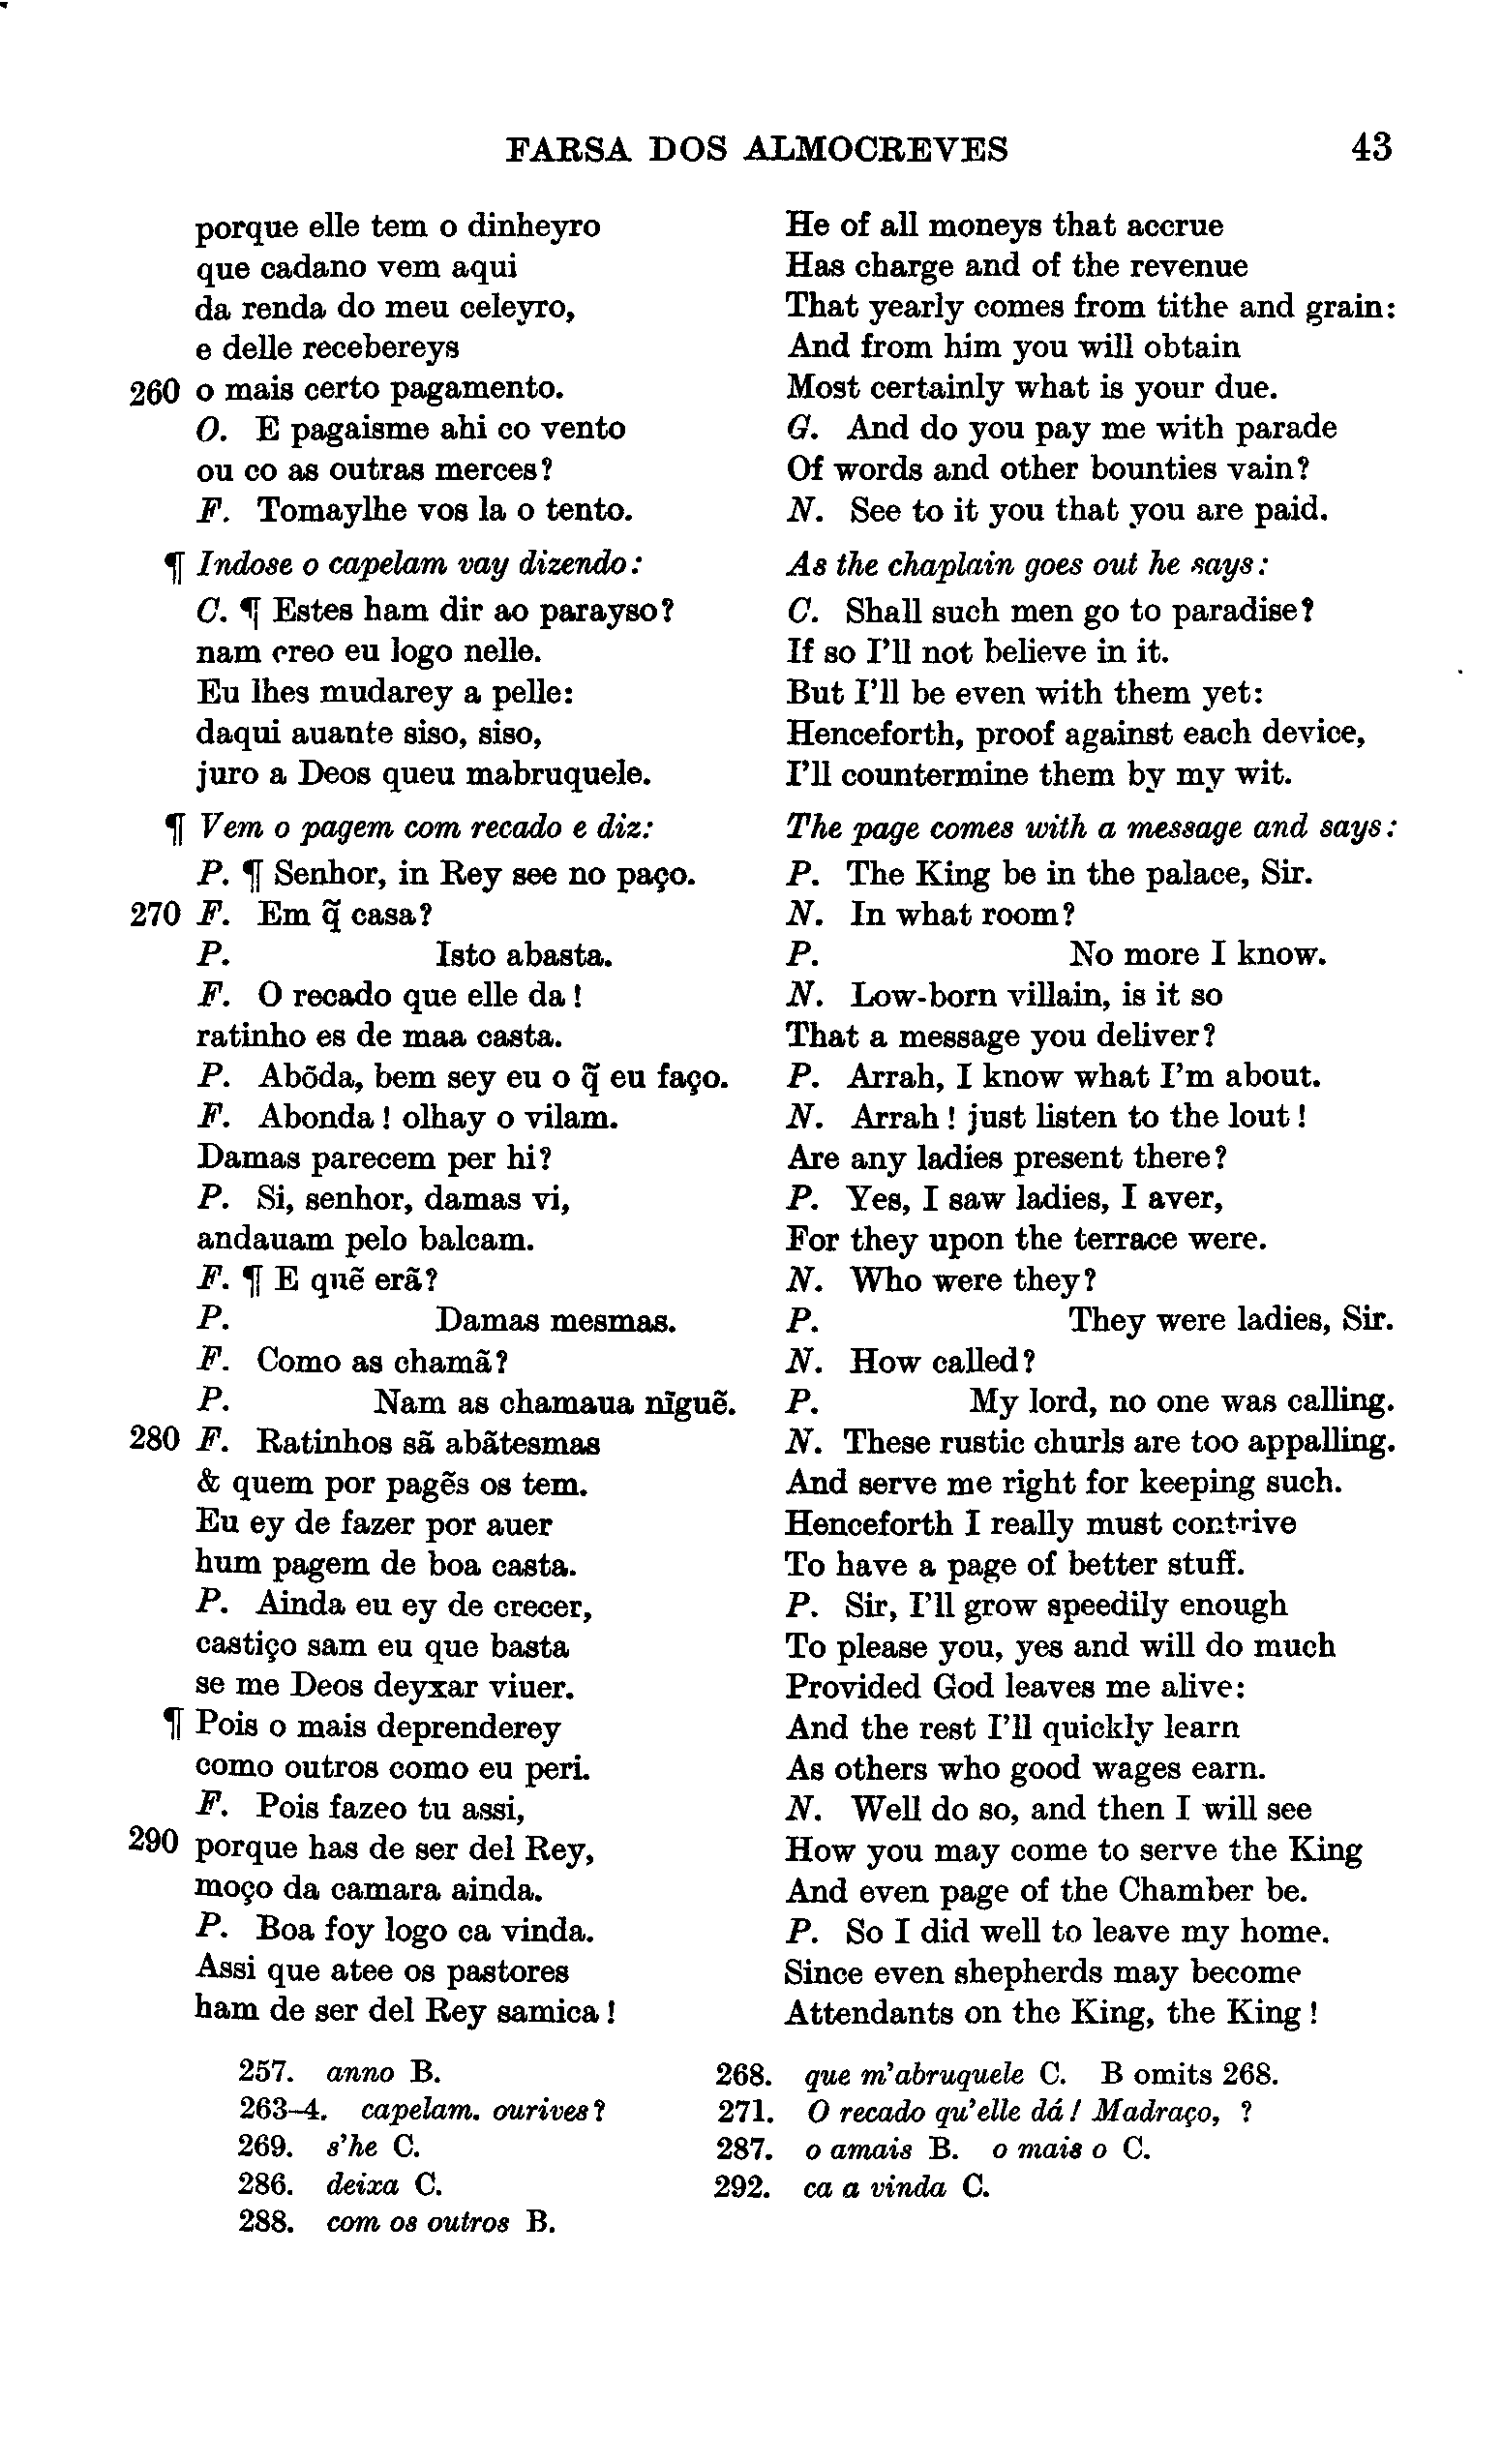 FARSA DOS ALMOCREVES 43
porque elle tem o dinheyro
que cadano vem aqui
da renda do meu celeyro,
e delle recebereys
260 o mais certo pagamento.
O. E pagaisme ahi co vento
ou co as outras merces?
F. Tomaylhe vos la o tento.
¶ Indose o capelam vay dizendo:
C. ¶ Estes ham dir ao parayso?
nam creo eu logo nelle.
Eu lhes mudarey a pelle:
daqui auante siso, siso,
juro a Deos queu mabruquele.
¶ Vem o pagem com recado e diz:
P. ¶ Senhor, in Rey see no paço.
270 F. Em q̃ casa?
P. Isto abasta.
F. O recado que elle da!
ratinho es de maa casta.
P. Abõda, bem sey eu o q̃ eu faço.
F. Abonda! olhay o vilam.
Damas parecem per hi?
P. Si, senhor, damas vi,
andauam pelo balcam.
F. ¶ E quẽ erã?
P. Damas mesmas.
F. Como as chamã?
P. Nam as chamaua nĩguẽ.
280 F. Ratinhos sã abãtesmas
& quem por pagẽs os tem.
Eu ey de fazer por auer
hum pagem de boa casta.
P. Ainda eu ey de crecer,
castiço sam eu que basta
se me Deos deyxar viuer.
¶ Pois o mais deprenderey
como outros como eu peri.
F. Pois fazeo tu assi,
290 porque has de ser del Rey,
moço da camara ainda.
P. Boa foy logo ca vinda.
Assi que atee os pastores
ham de ser del Rey samica!
He of all moneys that accrue
Has charge and of the revenue
That yearly comes from tithe and grain:
And from him you will obtain
Most certainly what is your due.
G. And do you pay me with parade
Of words and other bounties vain?
N. See to it you that you are paid.
As the chaplain goes out he says:
C. Shall such men go to paradise?
If so I'll not believe in it.
But I'll be even with them yet:
Henceforth, proof against each device,
I'll countermine them by my wit.
The page comes with a message and says:
P. The King be in the palace, Sir.
N. In what room?
P. No more I know.
N. Low-born villain, is it so
That a message you deliver?
P. Arrah, I know what I'm about.
N. Arrah! just listen to the lout!
Are any ladies present there?
P. Yes, I saw ladies, I aver,
For they upon the terrace were.
N. Who were they?
P. They were ladies, Sir.
N. How called?
P. My lord, no one was calling.
N. These rustic churls are too appalling.
And serve me right for keeping such.
Henceforth I really must contrive
To have a page of better stuff.
P. Sir, I'll grow speedily enough
To please you, yes and will do much
Provided God leaves me alive:
And the rest I'll quickly learn
As others who good wages earn.
N. Well do so, and then I will see
How you may come to serve the King
And even page of the Chamber be.
P. So I did well to leave my home.
Since even shepherds may become
Attendants on the King, the King!
257. anno B.
263–4. capelam. ourives?
269. s'he C.
286. deixa C.
288. com os outros B.
268. que m'abruquele C. B omits 268.
271. O recado qu'elle dá! Madraço, ?
287. o amais B. o mais o C.
292. ca a vinda C.